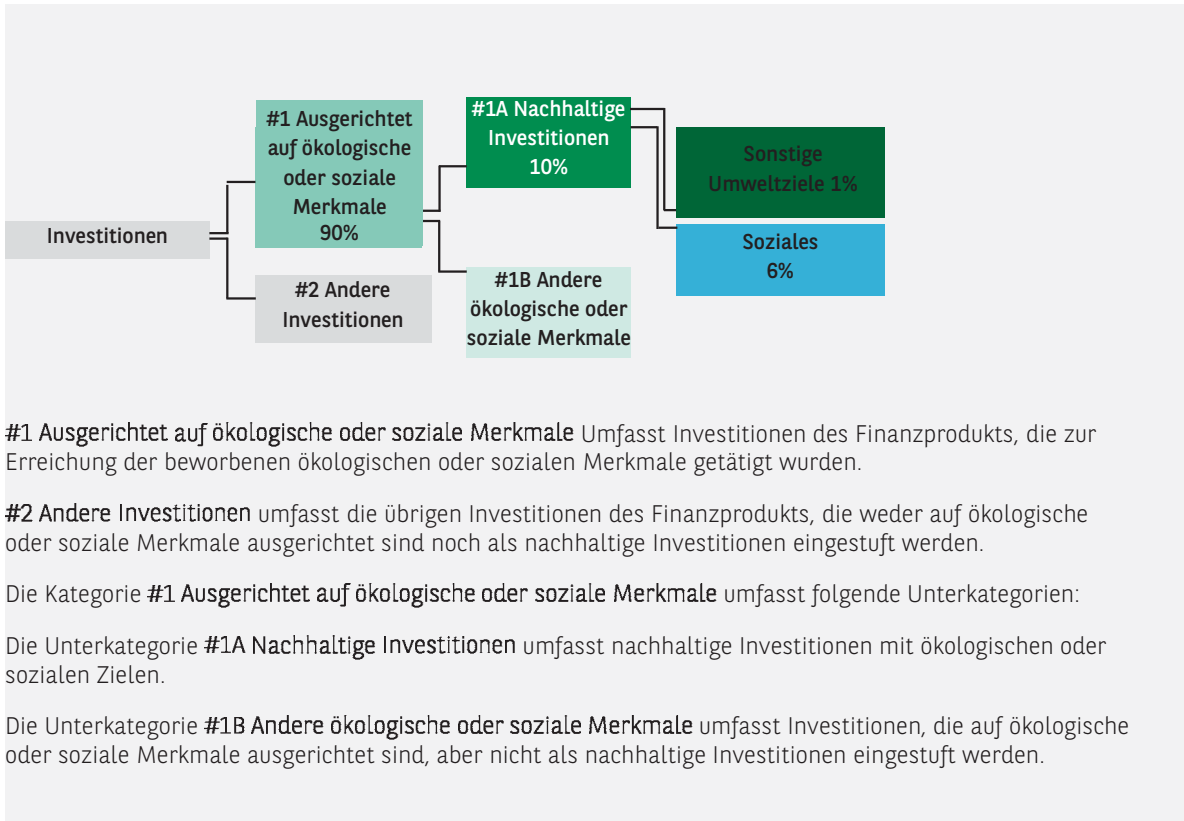 #1 Ausgerichtet
auf ökologische
oder soziale
Merkmale
90%
#1A Nachhaltige
Investitionen
10%
Sonstige
Umweltziele 1%
Investitionen
Soziales
6%
#2 Andere
Investitionen
#1B Andere
ökologische oder
soziale Merkmale
#1 Ausgerichtet auf ökologische oder soziale Merkmale Umfasst Investitionen des Finanzprodukts, die zur
Erreichung der beworbenen ökologischen oder sozialen Merkmale getätigt wurden.
#2 Andere Investitionen umfasst die übrigen Investitionen des Finanzprodukts, die weder auf ökologische
oder soziale Merkmale ausgerichtet sind noch als nachhaltige Investitionen eingestuft werden.
Die Kategorie #1 Ausgerichtet auf ökologische oder soziale Merkmale umfasst folgende Unterkategorien:
Die Unterkategorie #1A Nachhaltige Investitionen umfasst nachhaltige Investitionen mit ökologischen oder
sozialen Zielen.
Die Unterkategorie #1B Andere ökologische oder soziale Merkmale umfasst Investitionen, die auf ökologische
oder soziale Merkmale ausgerichtet sind, aber nicht als nachhaltige Investitionen eingestuft werden.